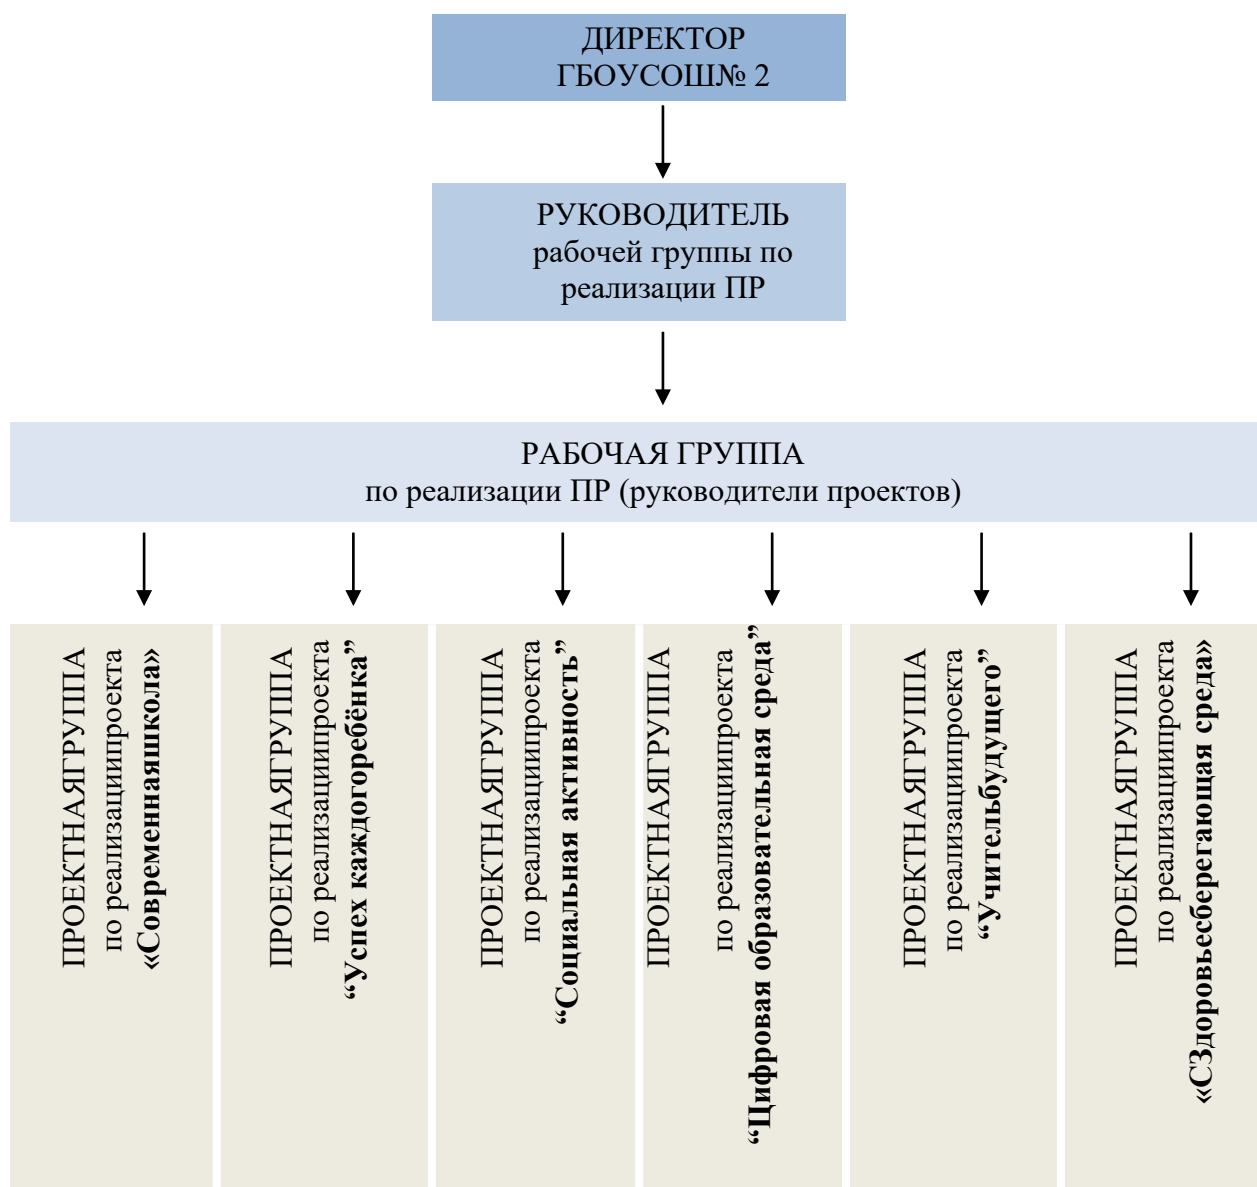 ДИРЕКТОР
ГБОУСОШ№ 2
РУКОВОДИТЕЛЬ
рабочей группы по
реализации ПР
РАБОЧАЯ ГРУППА
по реализации ПР (руководители проектов)
ПРОЕКТНАЯГРУППА
по реализациипроекта
«Современнаяшкола»
ПРОЕКТНАЯГРУППА
по реализациипроекта
“Успех каждогоребёнка”
ПРОЕКТНАЯГРУППА
по реализациипроекта
“Социальная активность”
ПРОЕКТНАЯГРУППА
по реализациипроекта
“Цифровая образовательная среда”
ПРОЕКТНАЯГРУППА
по реализациипроекта
“Учительбудущего”
ПРОЕКТНАЯГРУППА
по реализациипроекта
«СЗдоровьесберегающая среда»